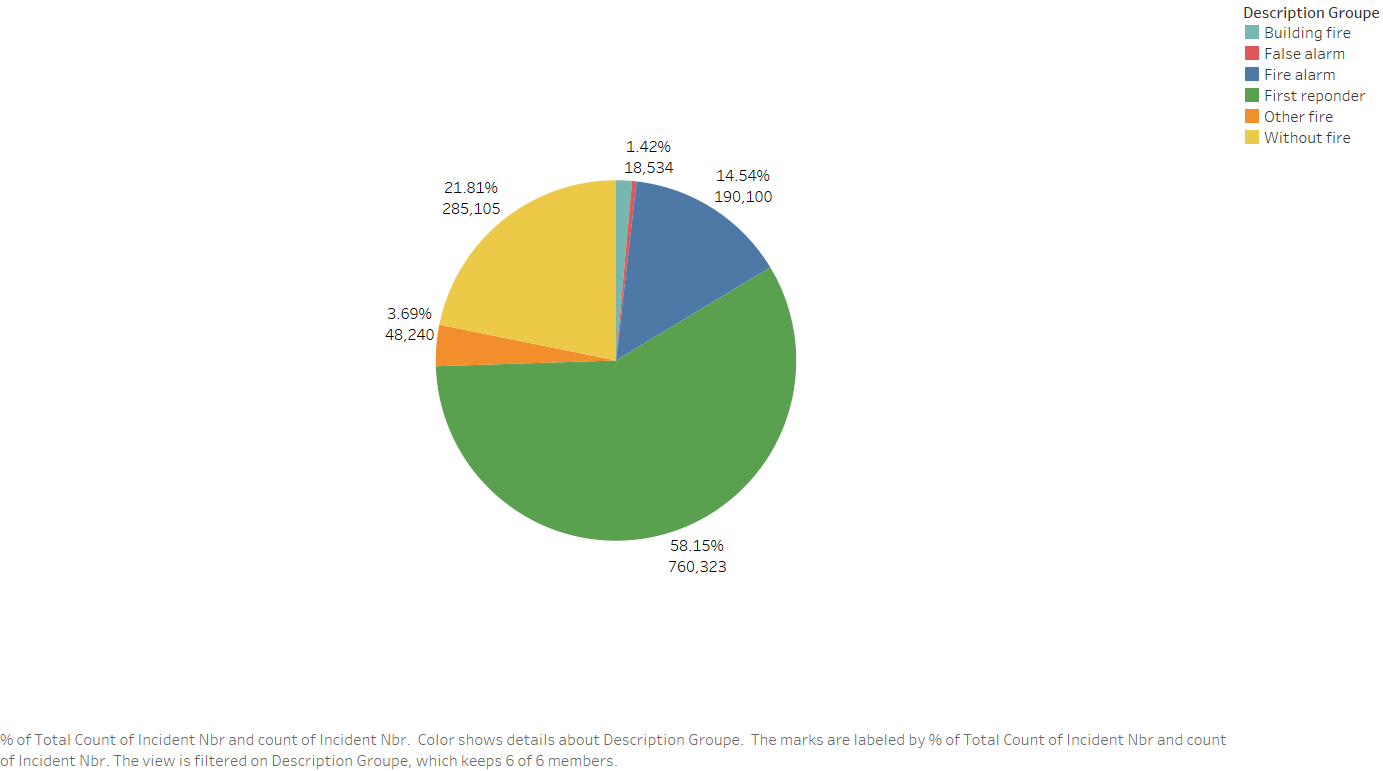 Description Groupe
Building fire
False alarm
Fire alarm
First reponder
Other fire
Without fire
1.42%
18,534
14.54%
190,100
21.81%
285,105
3.69%
48,240
58.15%
760,323
% of Total Count of Incident Nbr and count of Incident Nbr.  Color shows details about Description Groupe.  The marks are labeled by % of Total Count of Incident Nbr and count
of Incident Nbr. The view is filtered on Description Groupe, which keeps 6 of 6 members.